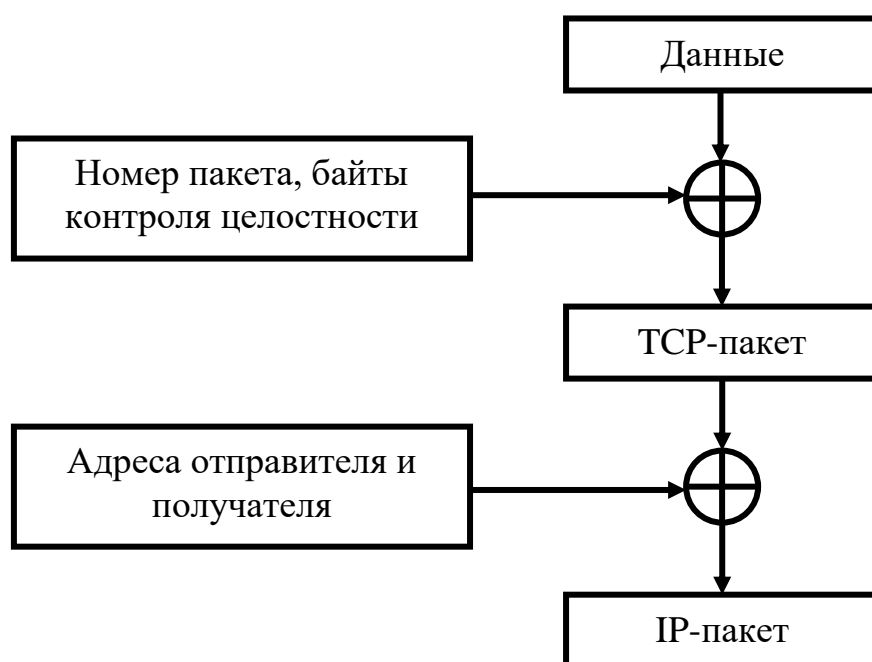 Данные
Номер пакета, байты
контроля целостности
TCP-пакет
Адреса отправителя и
получателя
IP-пакет